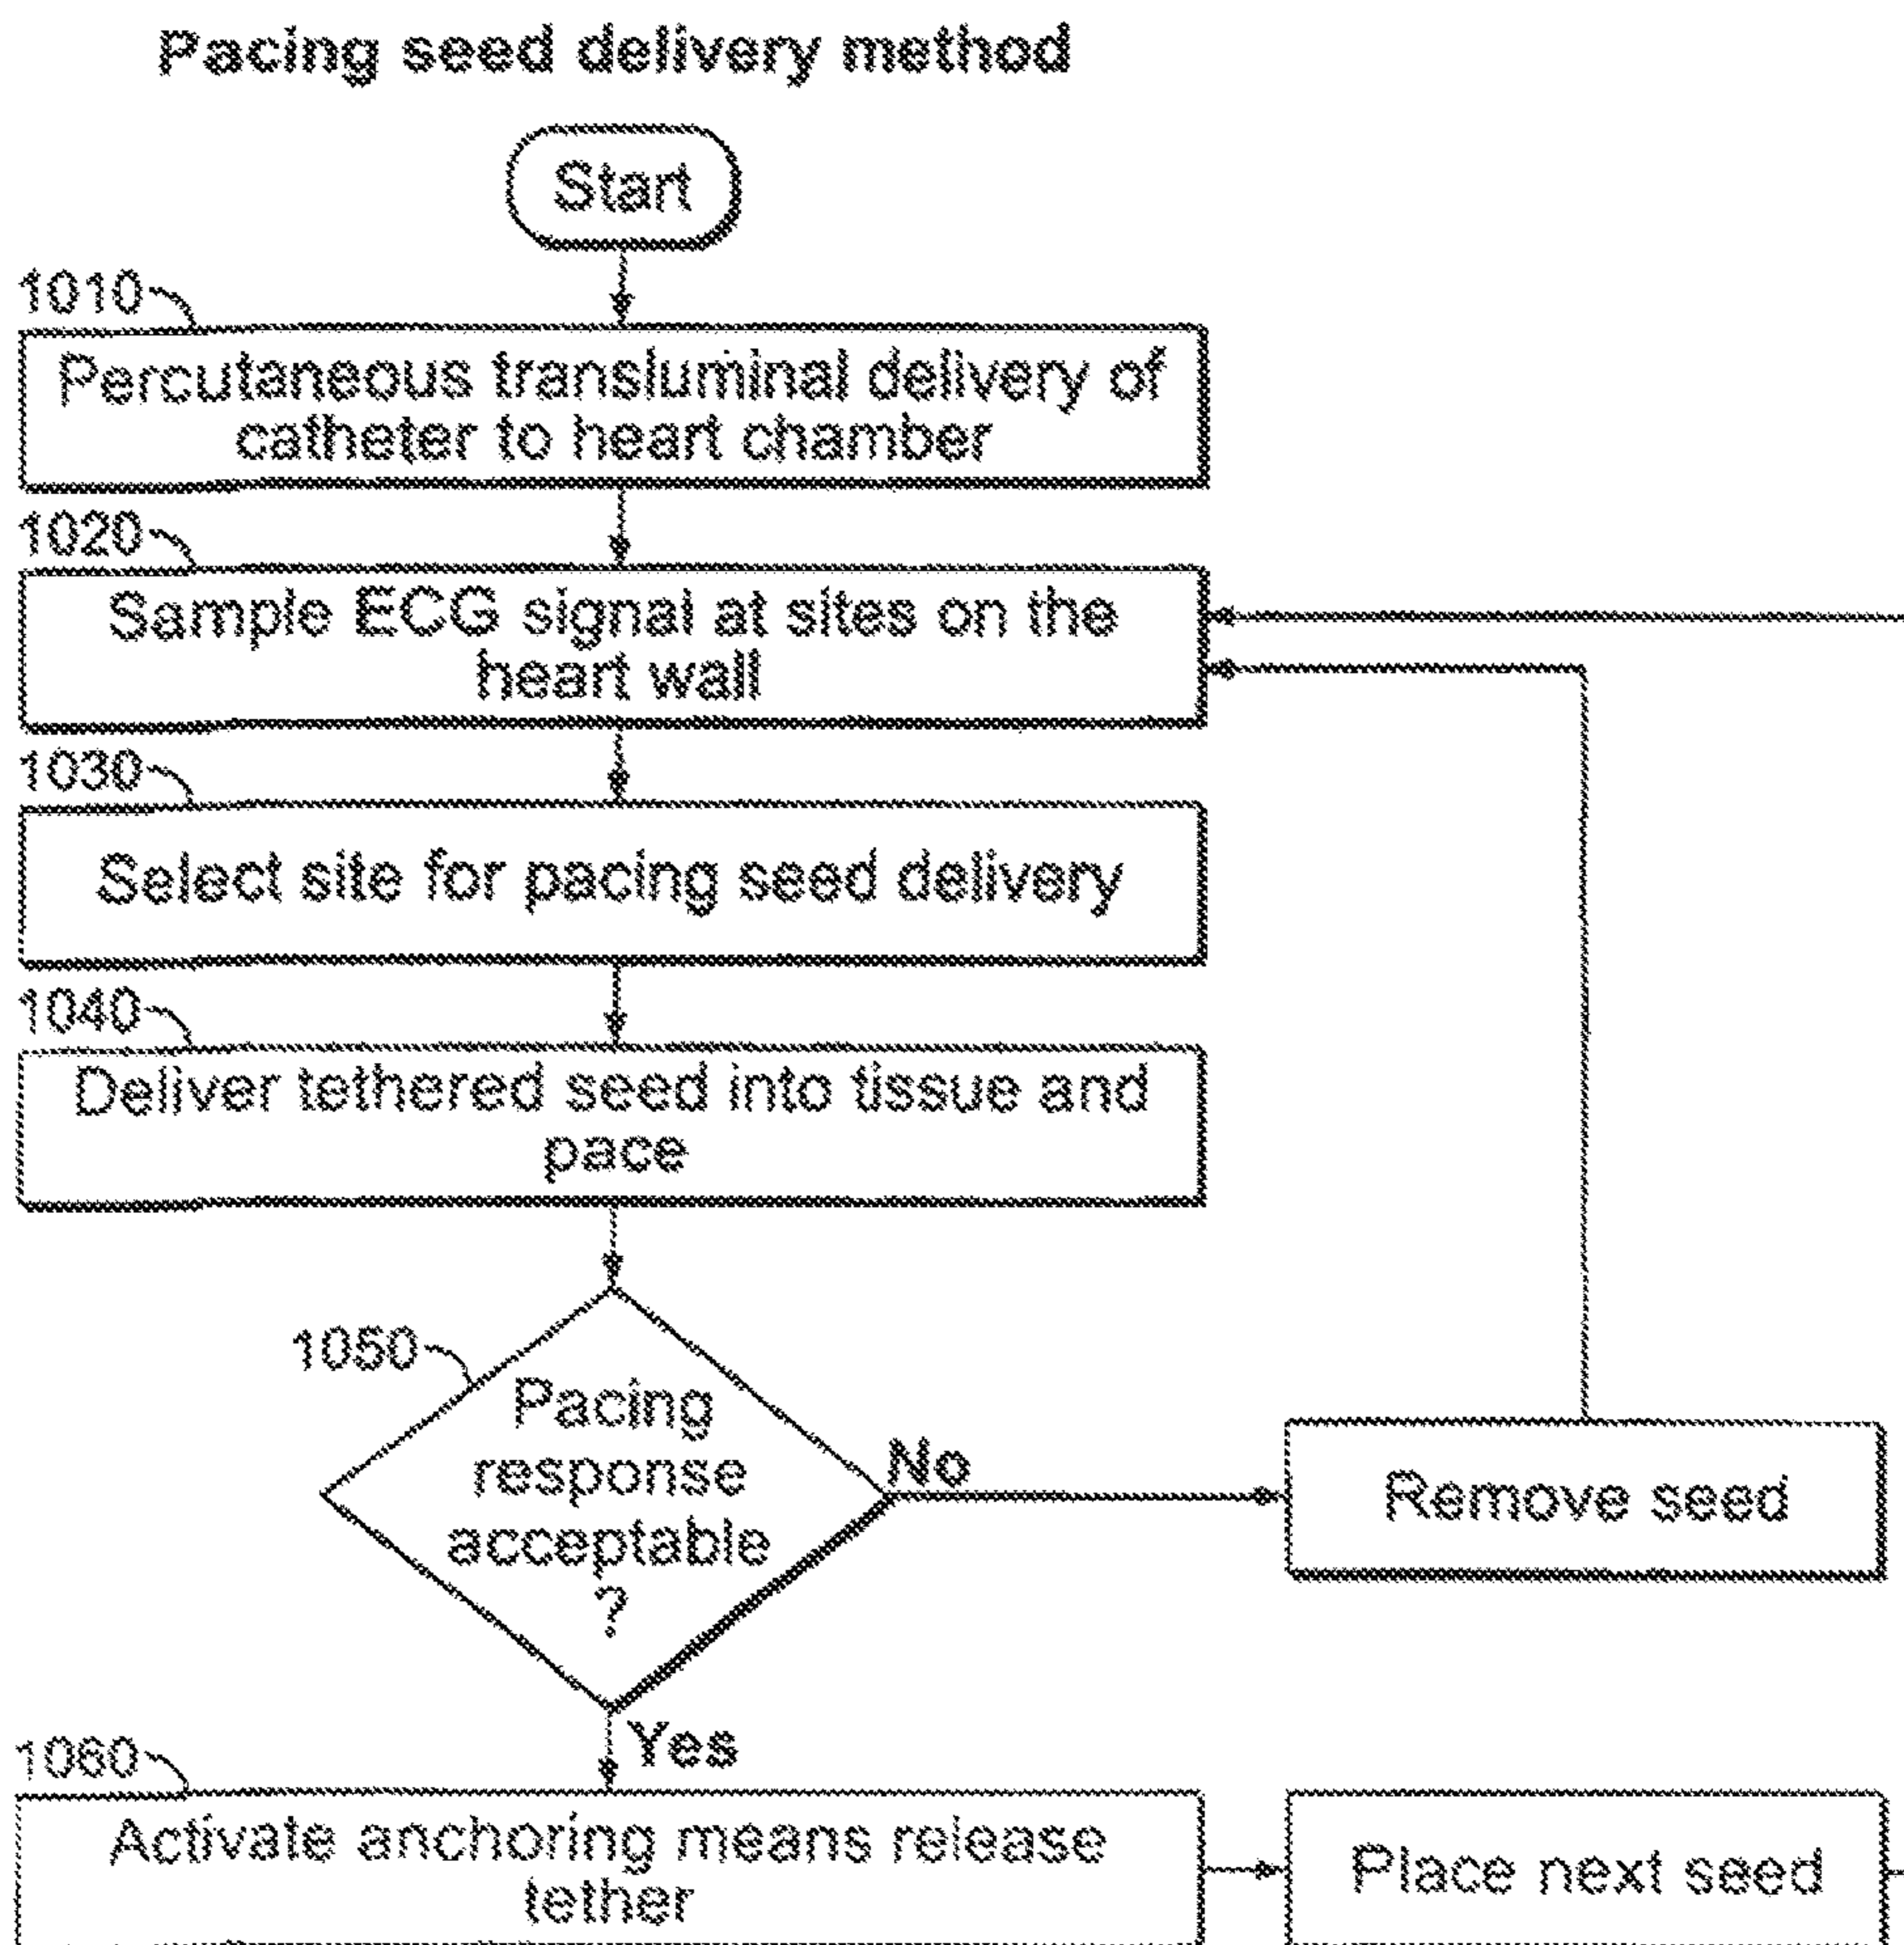 Pacing seed delivery method
Start
1010
Percutaneous transluminal delivery of
catheter to heart chamber
1020
Sample ECG signal at sites on the
heart wall
1030
Select site for pacing seed delivery
1040
Deliver tethered seed into tissue and
pace
1050
Pacing
response
acceptable
?
No
Remove seed
Yes
1060
Activate anchoring means release
tether
Place next seed